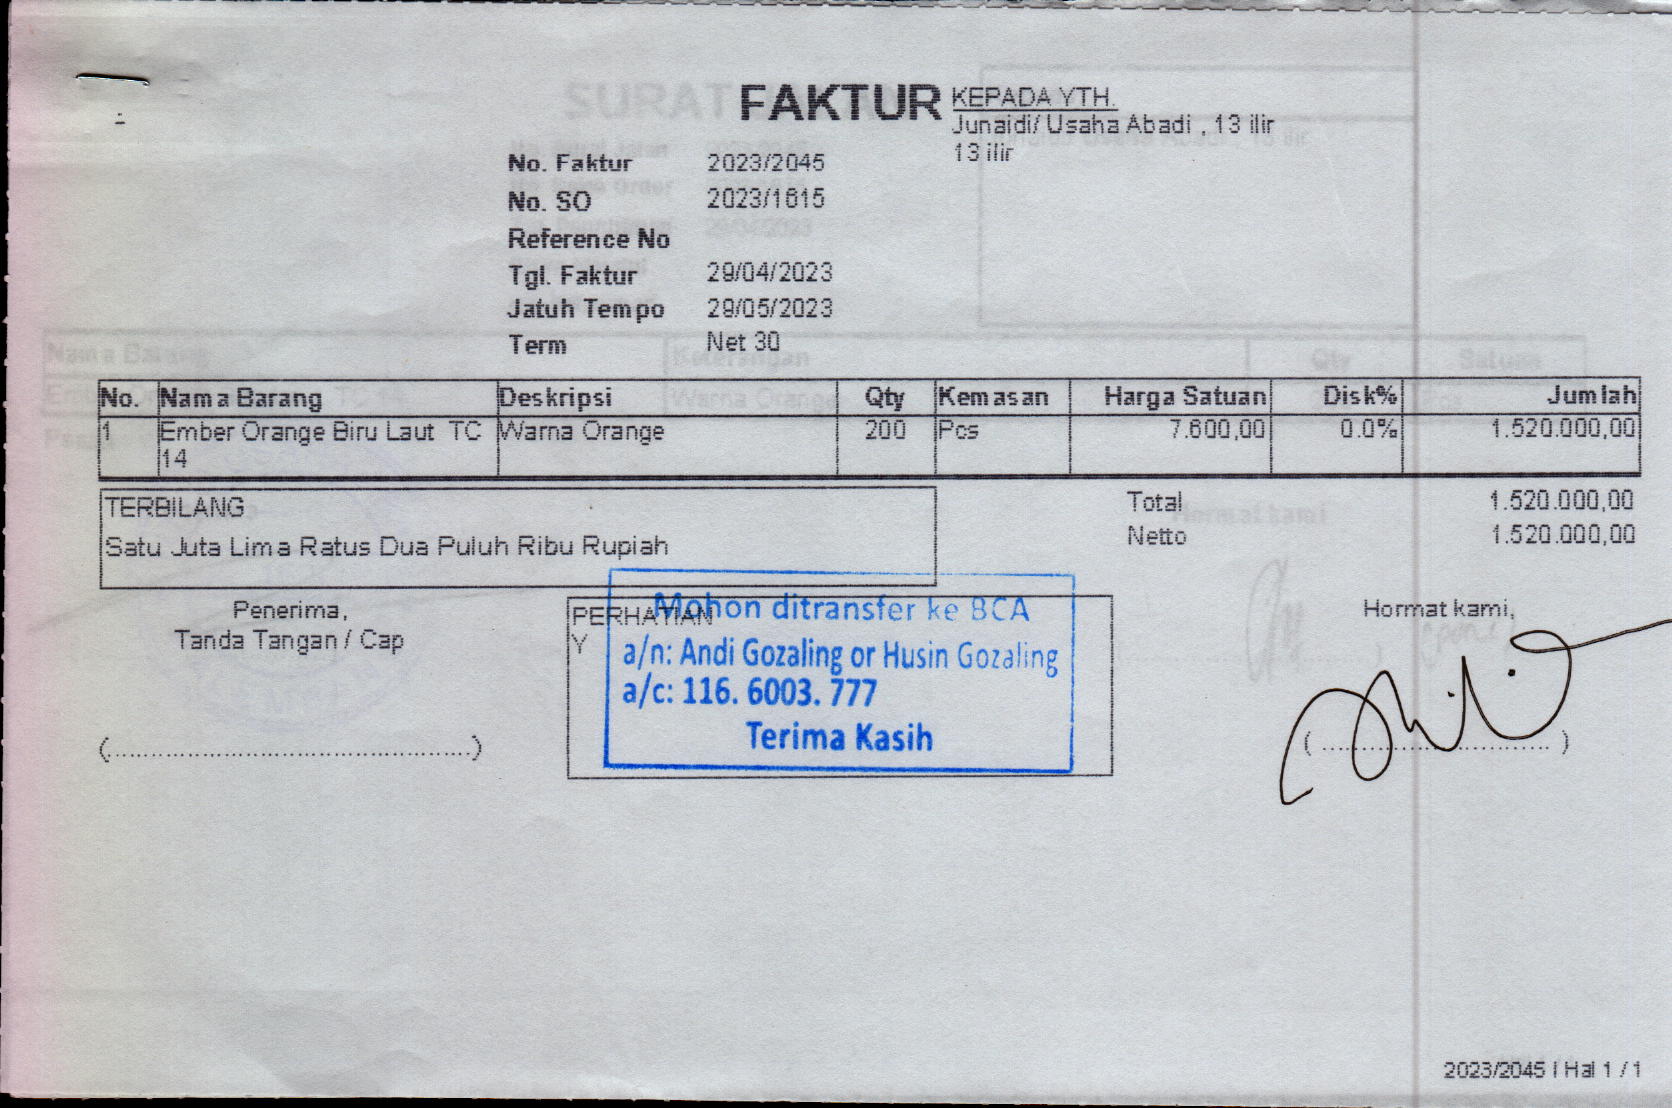 FAKTUR
KEPADA YTH.
Junaidi/ Usaha Abadi , 13 ilir
13 ilir
No. Faktur 2023/2045
No. SO 2023/1615
Reference No
Tgl. Faktur 29/04/2023
Jatuh Tempo 29/05/2023
Term Net 30
No. Nama Barang Deskripsi Qty Kemasan Harga Satuan Disk% Jumlah
1 Ember Orange Biru Laut TC Warna Orange 200 Pcs 7.600,00 0.0% 1.520.000,00
14
TERBILANG
Satu Juta Lima Ratus Dua Puluh Ribu Rupiah
Total 1.520.000,00
Netto 1.520.000,00
Penerima,
Tanda Tangan / Cap
(........................................)
PERHATIAN
Y
Mohon ditransfer ke BCA
a/n: Andi Gozaling or Husin Gozaling
a/c: 116. 6003. 777
Terima Kasih
Hormat kami,
( ............................ )
2023/2045 | Hal 1 / 1